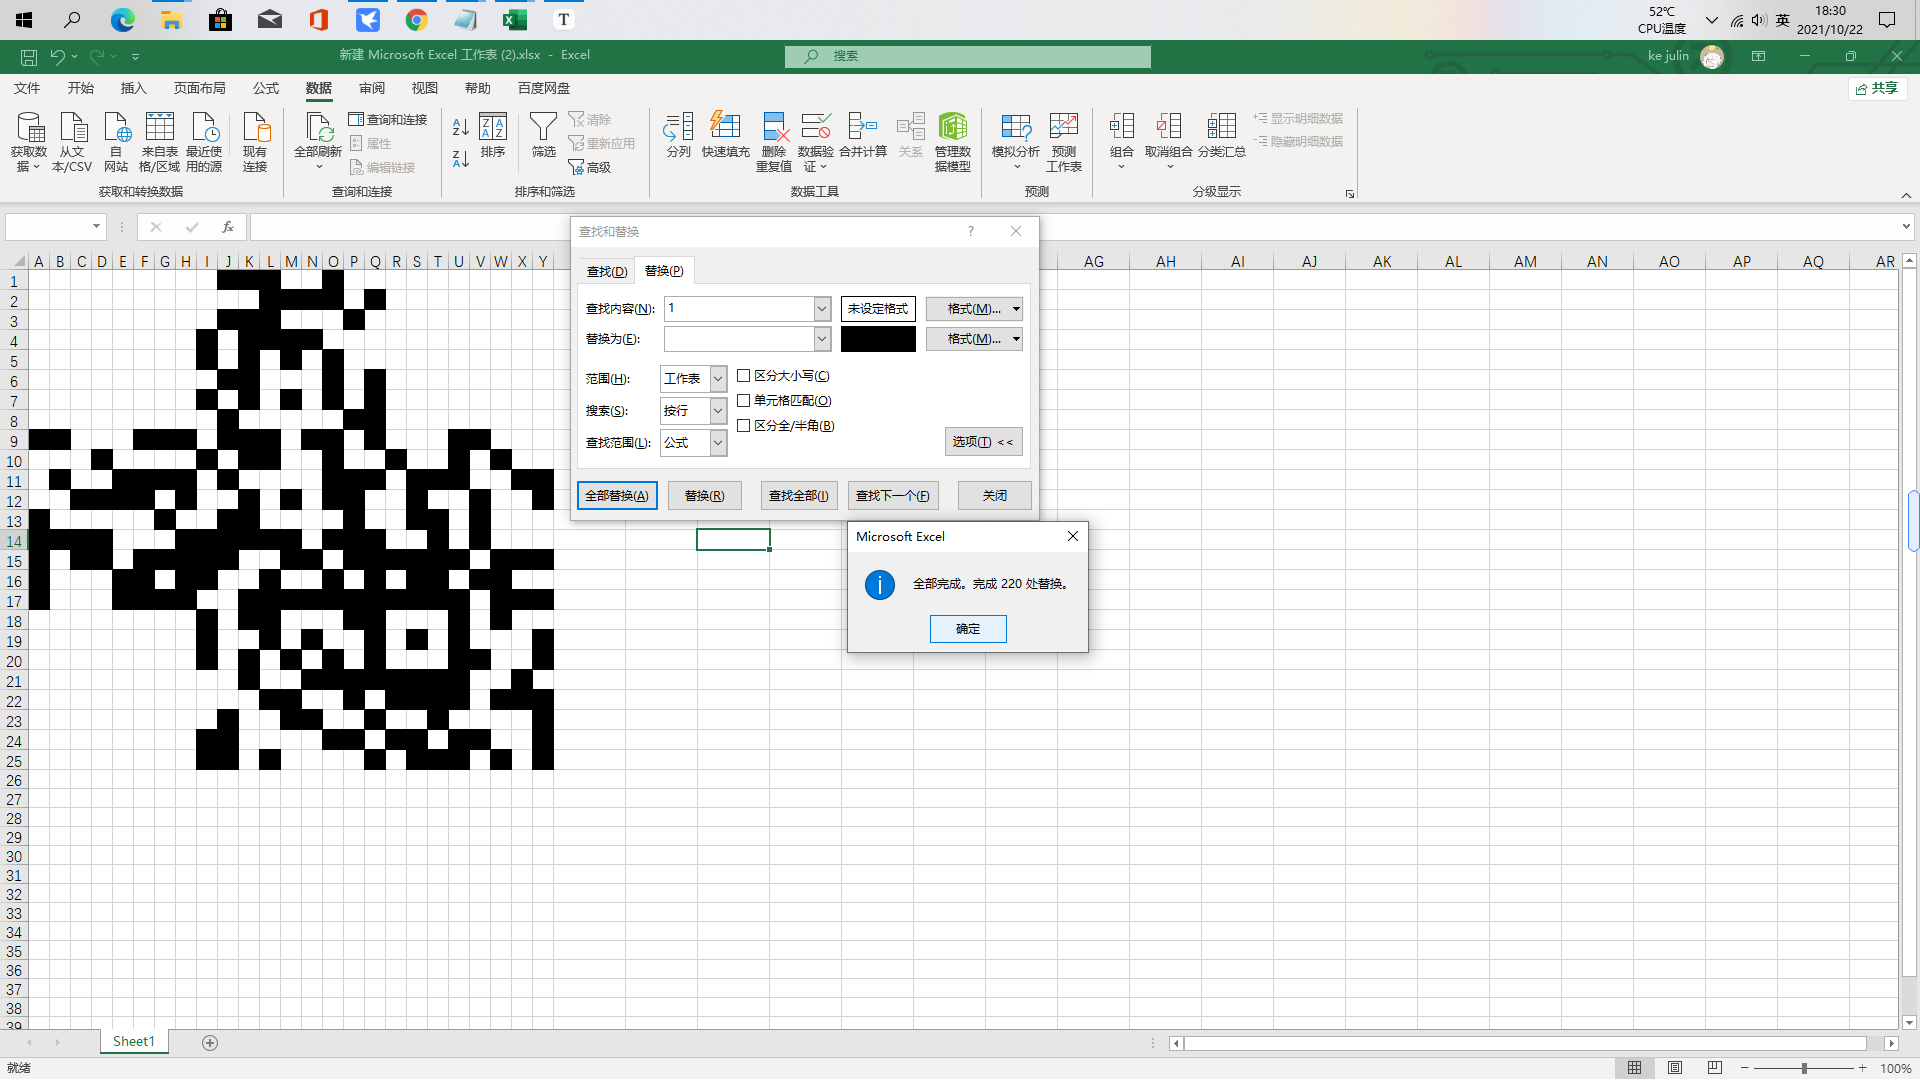 52℃
CPU温度
英
18:30
2021/10/22
T
新建 Microsoft Excel 工作表 (2).xlsx - Excel
搜索
ke julin
文件 开始 插入 页面布局 公式 数据 审阅 视图 帮助 百度网盘
共享
获取数据
从文本/CSV
自网站
来自表格/区域
最近使用的源
现有连接
获取和转换数据
全部刷新
查询和连接
属性
编辑链接
查询和连接
排序
筛选
清除
重新应用
高级
排序和筛选
分列
快速填充
删除重复值
数据验证
合并计算
关系
管理数据模型
数据工具
模拟分析
预测工作表
预测
组合
取消组合
分类汇总
显示明细数据
隐藏明细数据
分级显示
fx
查找和替换
?
查找(D) 替换(P)
查找内容(N): 1 未设定格式 格式(M)...
替换为(E): 格式(M)...
范围(H): 工作表 区分大小写(C)
搜索(S): 按行 单元格匹配(O)
查找范围(L): 公式 区分全/半角(B)
选项(T) <<
全部替换(A) 替换(R) 查找全部(I) 查找下一个(F) 关闭
Microsoft Excel
全部完成。完成 220 处替换。
确定
A B C D E F G H I J K L M N O P Q R S T U V W X Y AG AH AI AJ AK AL AM AN AO AP AQ AR
1
2
3
4
5
6
7
8
9
10
11
12
13
14
15
16
17
18
19
20
21
22
23
24
25
26
27
28
29
30
31
32
33
34
35
36
37
38
39
Sheet1
就绪
100%